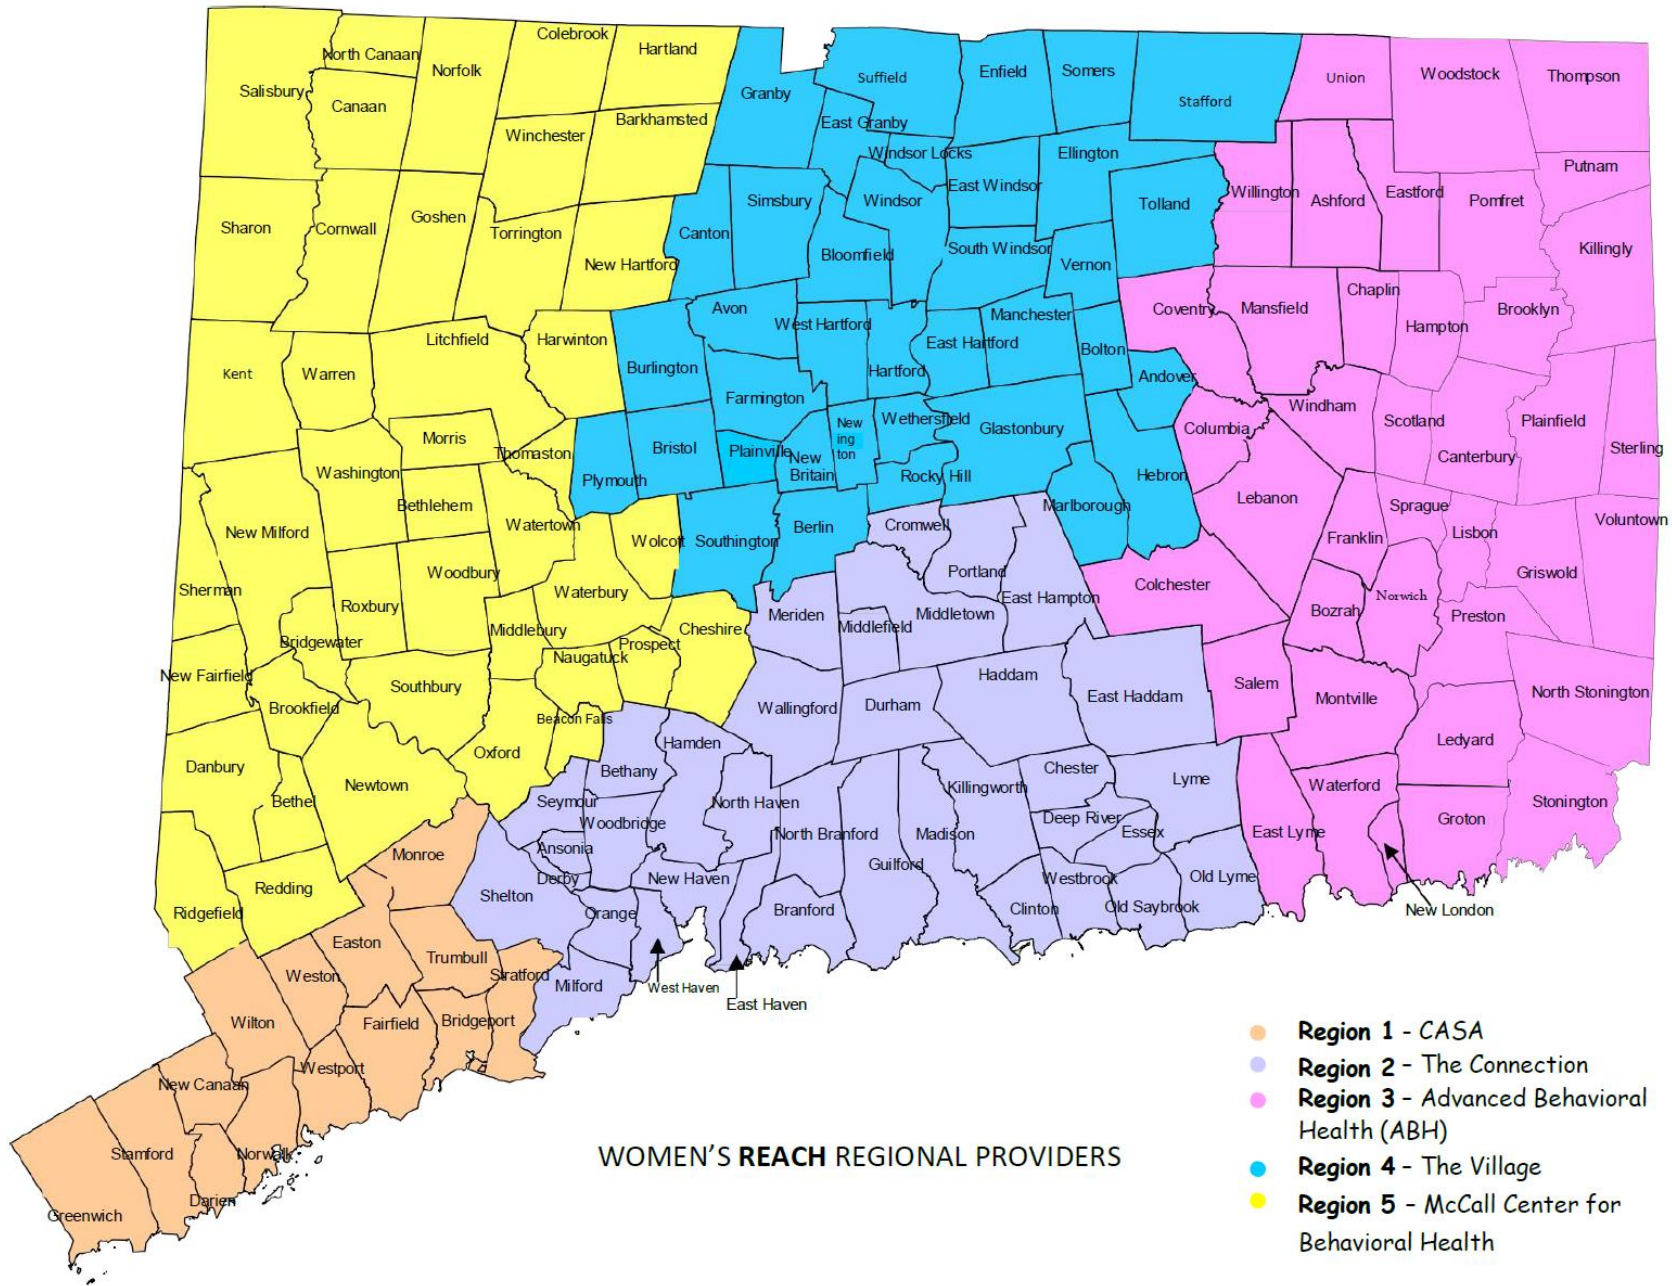 Colebrook
Hartland
North Canaan
Norfolk
Salisbury
Canaan
Winchester
Barkhamsted
Granby
Suffield
Enfield
Somers
Stafford
Union
Woodstock
Thompson
East Granby
Windsor Locks
Ellington
Putnam
Sharon
Cornwall
Goshen
Torrington
New Hartford
Canton
Simsbury
Windsor
East Windsor
Tolland
Willington
Ashford
Eastford
Pomfret
Bloomfield
South Windsor
Vernon
Killingly
Kent
Warren
Litchfield
Harwinton
Burlington
Avon
West Hartford
Hartford
East Hartford
Manchester
Bolton
Coventry
Mansfield
Chaplin
Hampton
Brooklyn
Andover
Farmington
Morris
Thomaston
Washington
Bethlehem
Plymouth
Bristol
Plainville
New
Britain
New
ing
ton
Wethersfield
Glastonbury
Rocky Hill
Hebron
Columbia
Windham
Scotland
Plainfield
Sterling
Canterbury
New Milford
Watertown
Wolcott
Southington
Berlin
Cromwell
Marlborough
Lebanon
Sprague
Lisbon
Voluntown
Franklin
Sherman
Woodbury
Roxbury
Waterbury
Portland
East Hampton
Colchester
Bozrah
Norwich
Griswold
Preston
Bridgewater
Middlebury
Naugatuck
Prospect
Cheshire
Meriden
Middlefield
Middletown
New Fairfield
Southbury
Brookfield
Oxford
Beacon Falls
Wallingford
Durham
Haddam
East Haddam
Salem
Montville
North Stonington
Ledyard
Danbury
Bethel
Newtown
Bethany
Hamden
Seymour
Woodbridge
North Haven
North Branford
Madison
Killingworth
Chester
Deep River
Essex
Lyme
Waterford
East Lyme
Groton
Stonington
Monroe
Ansonia
Derby
Shelton
New Haven
Guilford
Redding
Ridgefield
Orange
Branford
Clinton
Westbrook
Old Saybrook
Old Lyme
New London
Easton
Weston
Trumbull
Stratford
Milford
West Haven
East Haven
Wilton
Fairfield
Bridgeport
Westport
New Canaan
Stamford
Norwalk
Darien
Greenwich
WOMEN’S REACH REGIONAL PROVIDERS
Region 1 – CASA
Region 2 – The Connection
Region 3 – Advanced Behavioral
Health (ABH)
Region 4 – The Village
Region 5 – McCall Center for
Behavioral Health